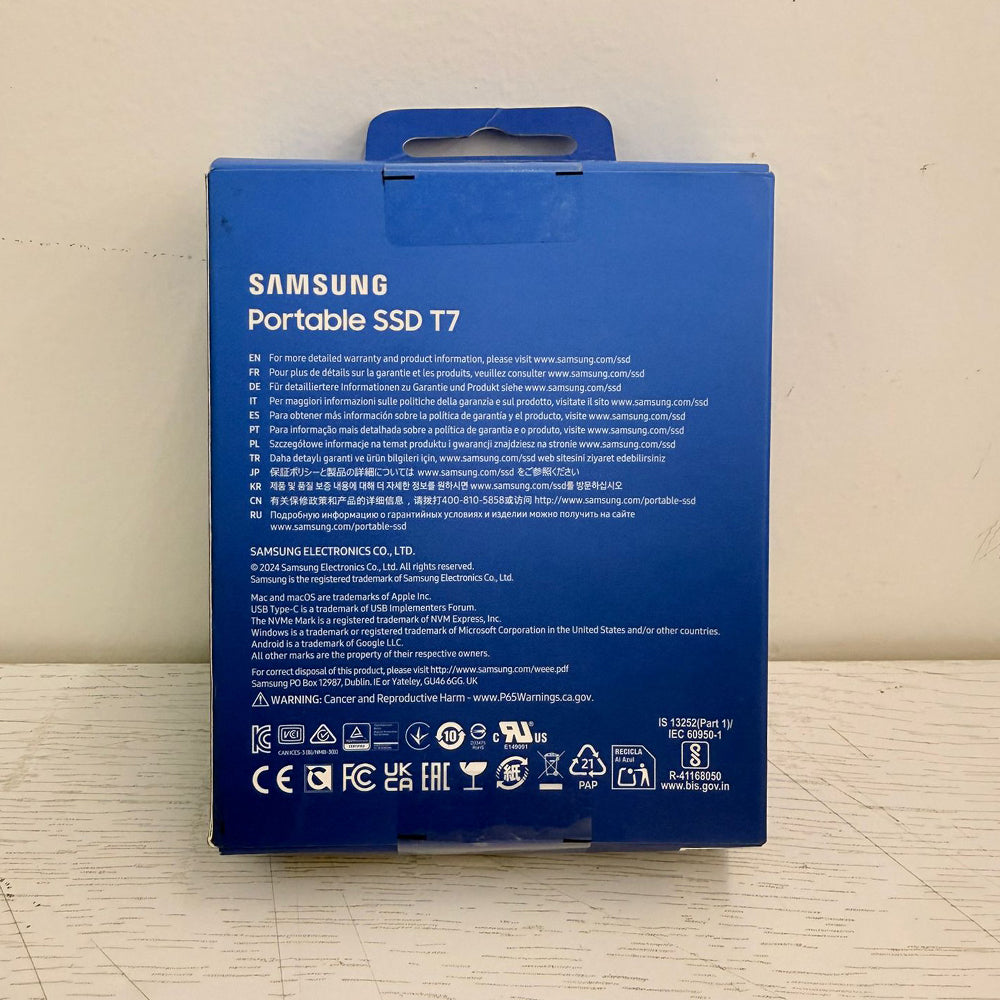 SAMSUNG
Portable SSD T7
EN For more detailed warranty and product information, please visit www.samsung.com/ssd
FR Pour plus de détails sur la garantie et les produits, veuillez consulter www.samsung.com/ssd
DE Für detailliertere Informationen zu Garantie und Produkt siehe www.samsung.com/ssd
IT Per maggiori informazioni sulle politiche della garanzia e sul prodotto, visitate il sito www.samsung.com/ssd
ES Para obtener más información sobre la política de garantía y el producto, visite www.samsung.com/ssd
PT Para informação mais detalhada sobre a política de garantia e o produto, visite www.samsung.com/ssd
PL Szczegółowe informacje na temat produktu i gwarancji znajdziesz na stronie www.samsung.com/ssd
TR Daha detaylı garanti ve ürün bilgileri için, www.samsung.com/ssd web sitesini ziyaret edebilirsiniz
JP 保証ポリシーと製品の詳細については www.samsung.com/ssd をご参照ください
KR 제품 및 품질 보증 내용에 대해 더 자세한 정보를 원하시면 www.samsung.com/ssd를 방문하십시오
CN 有关保修政策和产品的详细信息，请拨打400-810-5858或访问 http://www.samsung.com/portable-ssd
RU Подробную информацию о гарантийных условиях и изделии можно получить на сайте
www.samsung.com/portable-ssd
SAMSUNG ELECTRONICS CO., LTD.
© 2024 Samsung Electronics Co., Ltd. All rights reserved.
Samsung is the registered trademark of Samsung Electronics Co., Ltd.
Mac and macOS are trademarks of Apple Inc.
USB Type-C is a trademark of USB Implementers Forum.
The NVMe Mark is a registered trademark of NVM Express, Inc.
Windows is a trademark or registered trademark of Microsoft Corporation in the United States and/or other countries.
Android is a trademark of Google LLC.
All other marks are the property of their respective owners.
For correct disposal of this product, please visit http://www.samsung.com/weee.pdf
Samsung PO Box 12987, Dublin. IE or Yateley, GU46 6GG. UK
WARNING: Cancer and Reproductive Harm - www.P65Warnings.ca.gov.
IS 13252(Part 1)/
IEC 60950-1
VCI
10
c RU US
E149091
CAN ICES-3 (B)/NMB-3(B)
RoHS
CE FC UK CA EAC 紙
21
PAP
RECICLA
Al Azul
R-41168050
www.bis.gov.in